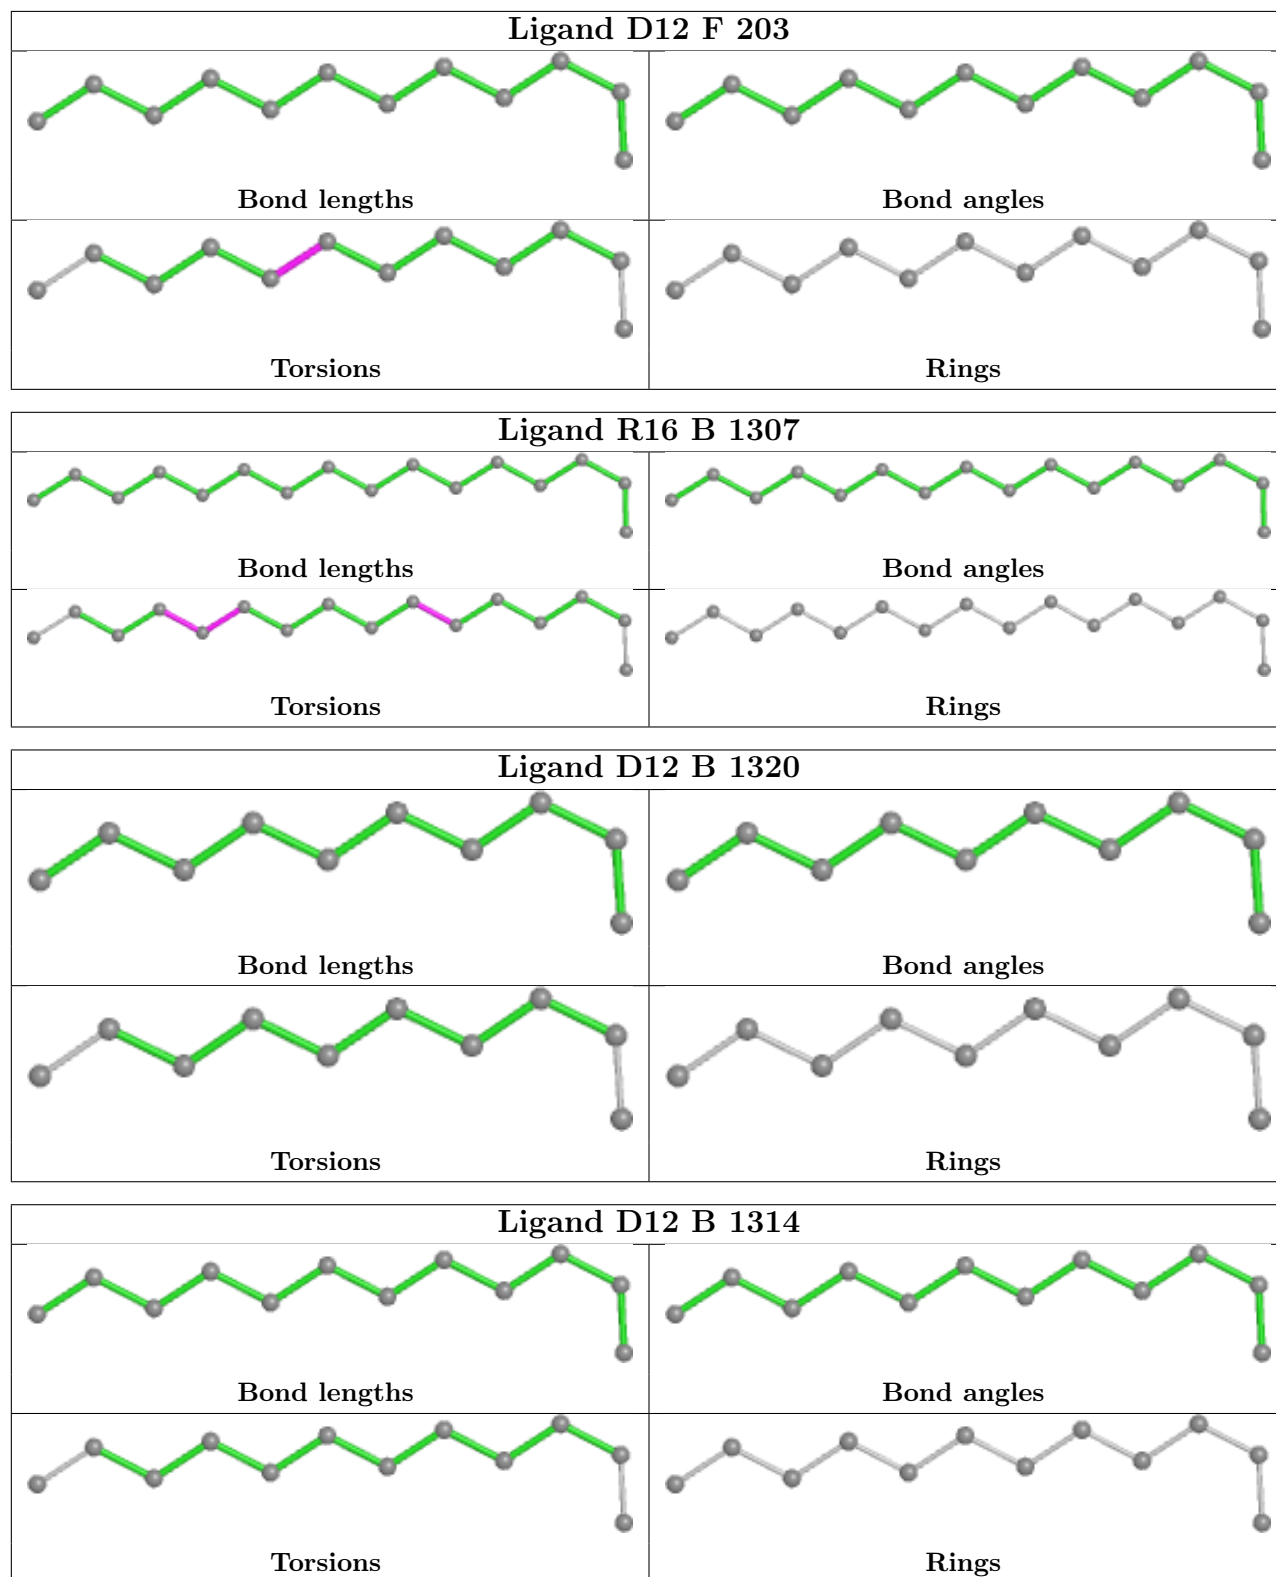 Ligand D12 F 203
Bond lengths Bond angles
Torsions Rings
Ligand R16 B 1307
Bond lengths Bond angles
Torsions Rings
Ligand D12 B 1320
Bond lengths Bond angles
Torsions Rings
Ligand D12 B 1314
Bond lengths Bond angles
Torsions Rings